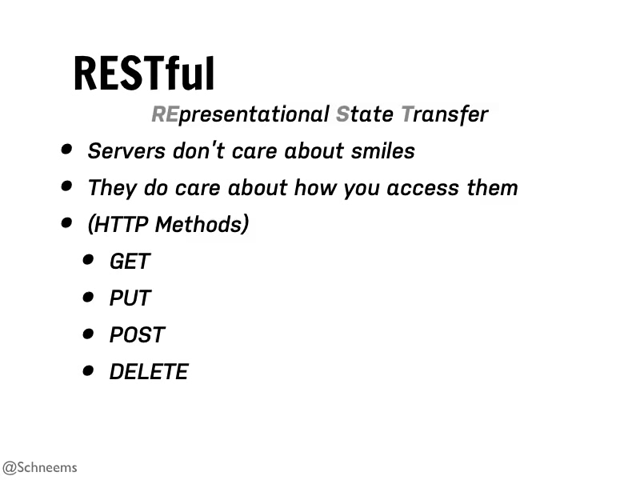 RESTful
REpresentational State Transfer
• Servers don't care about smiles
• They do care about how you access them
• (HTTP Methods)
• GET
• PUT
• POST
• DELETE
@Schneems